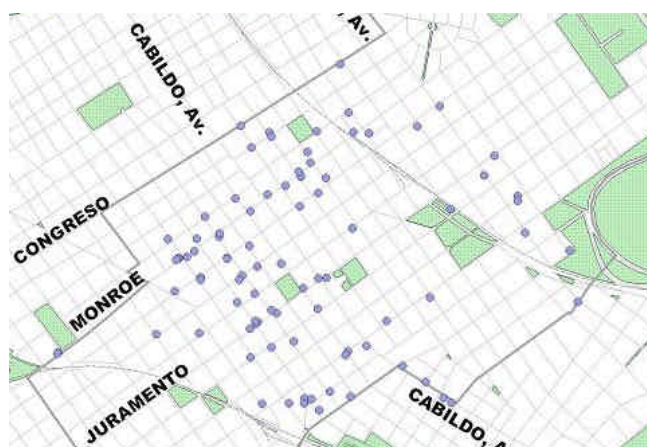 Av.
CABILDO, Av.
CONGRESO
MONROE
JURAMENTO
CABILDO, A